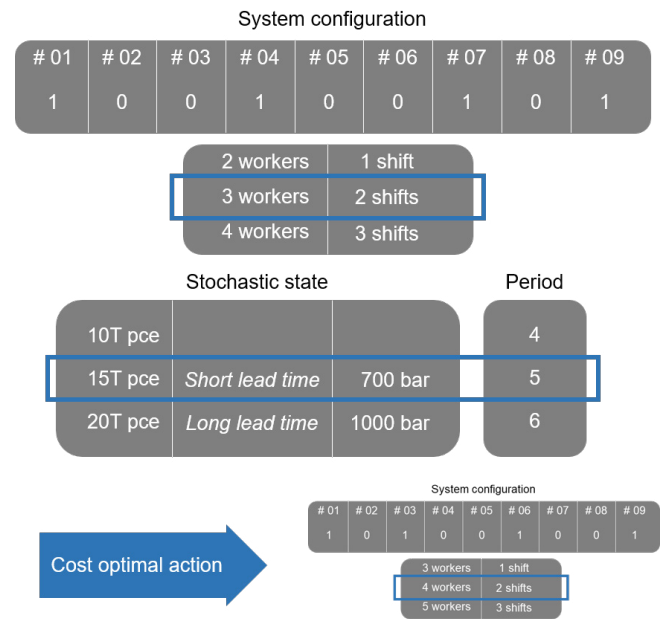 System configuration
# 01 # 02 # 03 # 04 # 05 # 06 # 07 # 08 # 09
1 0 0 1 0 0 1 0 1
2 workers 1 shift
3 workers 2 shifts
4 workers 3 shifts
Stochastic state Period
10T pce 4
15T pce Short lead time 700 bar 5
20T pce Long lead time 1000 bar 6
System configuration
# 01 # 02 # 03 # 04 # 05 # 06 # 07 # 08 # 09
1 0 1 0 0 1 0 0 1
Cost optimal action
3 workers 1 shift
4 workers 2 shifts
5 workers 3 shifts